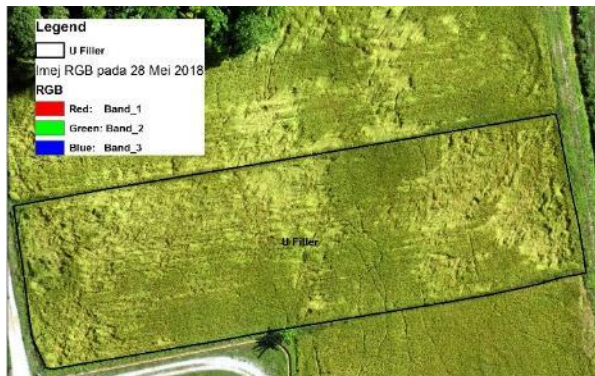 Legend
U Filler
Imej RGB pada 28 Mei 2018
RGB
Red: Band_1
Green: Band_2
Blue: Band_3
U Filler